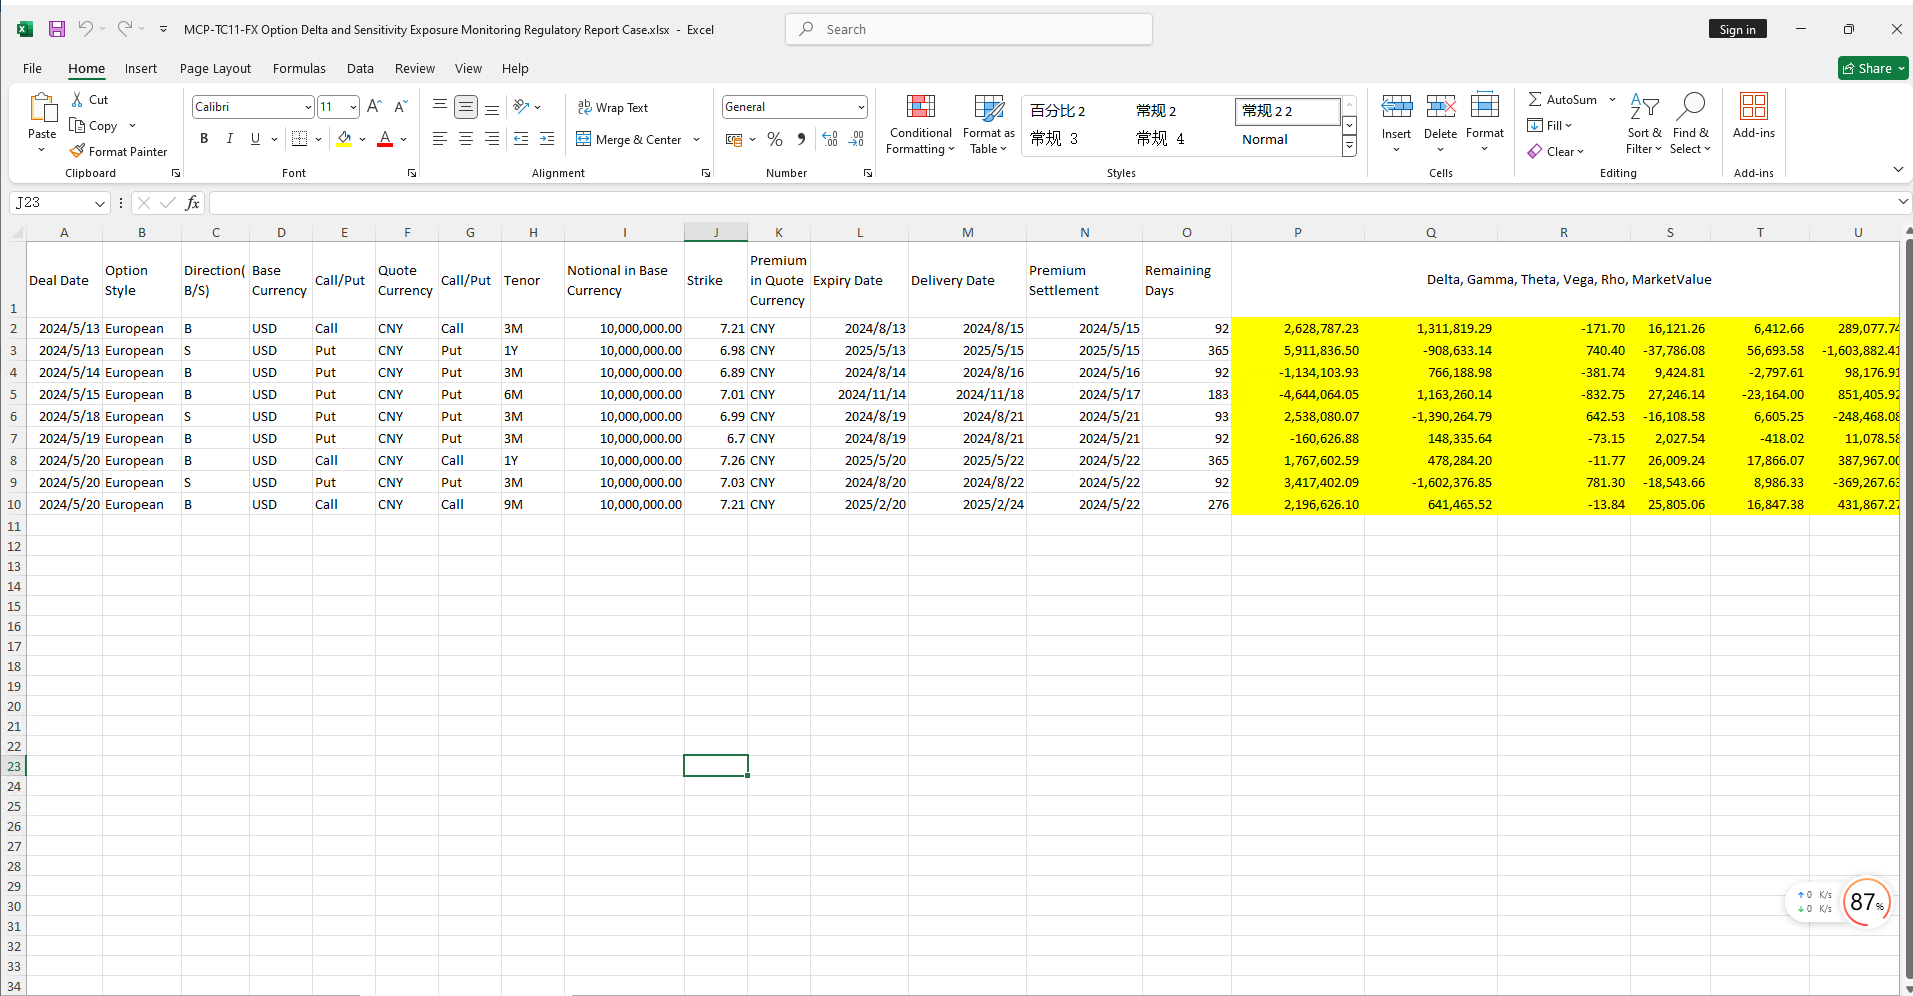 MCP-TC11-FX Option Delta and Sensitivity Exposure Monitoring Regulatory Report Case.xlsx - Excel
Search
Sign in
File Home Insert Page Layout Formulas Data Review View Help
Share
Paste
Cut
Copy
Format Painter
Clipboard
Calibri 11
B I U
Font
Wrap Text
Merge & Center
Alignment
General
Number
Conditional Formatting
Format as Table
百分比 2 常规 2 常规 2 2
常规 3 常规 4 Normal
Styles
Insert Delete Format
Cells
AutoSum
Fill
Clear
Sort & Filter
Find & Select
Editing
Add-ins
Add-ins
J23 fx
A B C D E F G H I J K L M N O P Q R S T U
1 Deal Date Option Style Direction(B/S) Base Currency Call/Put Quote Currency Call/Put Tenor Notional in Base Currency Strike Premium in Quote Currency Expiry Date Delivery Date Premium Settlement Remaining Days Delta, Gamma, Theta, Vega, Rho, MarketValue
2 2024/5/13 European B USD Call CNY Call 3M 10,000,000.00 7.21 CNY 2024/8/13 2024/8/15 2024/5/15 92 2,628,787.23 1,311,819.29 -171.70 16,121.26 6,412.66 289,077.74
3 2024/5/13 European S USD Put CNY Put 1Y 10,000,000.00 6.98 CNY 2025/5/13 2025/5/15 2025/5/15 365 5,911,836.50 -908,633.14 740.40 -37,786.08 56,693.58 -1,603,882.41
4 2024/5/14 European B USD Put CNY Put 3M 10,000,000.00 6.89 CNY 2024/8/14 2024/8/16 2024/5/16 92 -1,134,103.93 766,188.98 -381.74 9,424.81 -2,797.61 98,176.91
5 2024/5/15 European B USD Put CNY Put 6M 10,000,000.00 7.01 CNY 2024/11/14 2024/11/18 2024/5/17 183 -4,644,064.05 1,163,260.14 -832.75 27,246.14 -23,164.00 851,405.92
6 2024/5/18 European S USD Put CNY Put 3M 10,000,000.00 6.99 CNY 2024/8/19 2024/8/21 2024/5/21 93 2,538,080.07 -1,390,264.79 642.53 -16,108.58 6,605.25 -248,468.08
7 2024/5/19 European B USD Put CNY Put 3M 10,000,000.00 6.7 CNY 2024/8/19 2024/8/21 2024/5/21 92 -160,626.88 148,335.64 -73.15 2,027.54 -418.02 11,078.58
8 2024/5/20 European B USD Call CNY Call 1Y 10,000,000.00 7.26 CNY 2025/5/20 2025/5/22 2024/5/22 365 1,767,602.59 478,284.20 -11.77 26,009.24 17,866.07 387,967.00
9 2024/5/20 European S USD Put CNY Put 3M 10,000,000.00 7.03 CNY 2024/8/20 2024/8/22 2024/5/22 92 3,417,402.09 -1,602,376.85 781.30 -18,543.66 8,986.33 -369,267.63
10 2024/5/20 European B USD Call CNY Call 9M 10,000,000.00 7.21 CNY 2025/2/20 2025/2/24 2024/5/22 276 2,196,626.10 641,465.52 -13.84 25,805.06 16,847.38 431,867.27
11
12
13
14
15
16
17
18
19
20
21
22
23
24
25
26
27
28
29
30
31
32
33
34
0 K/s
0 K/s
87%